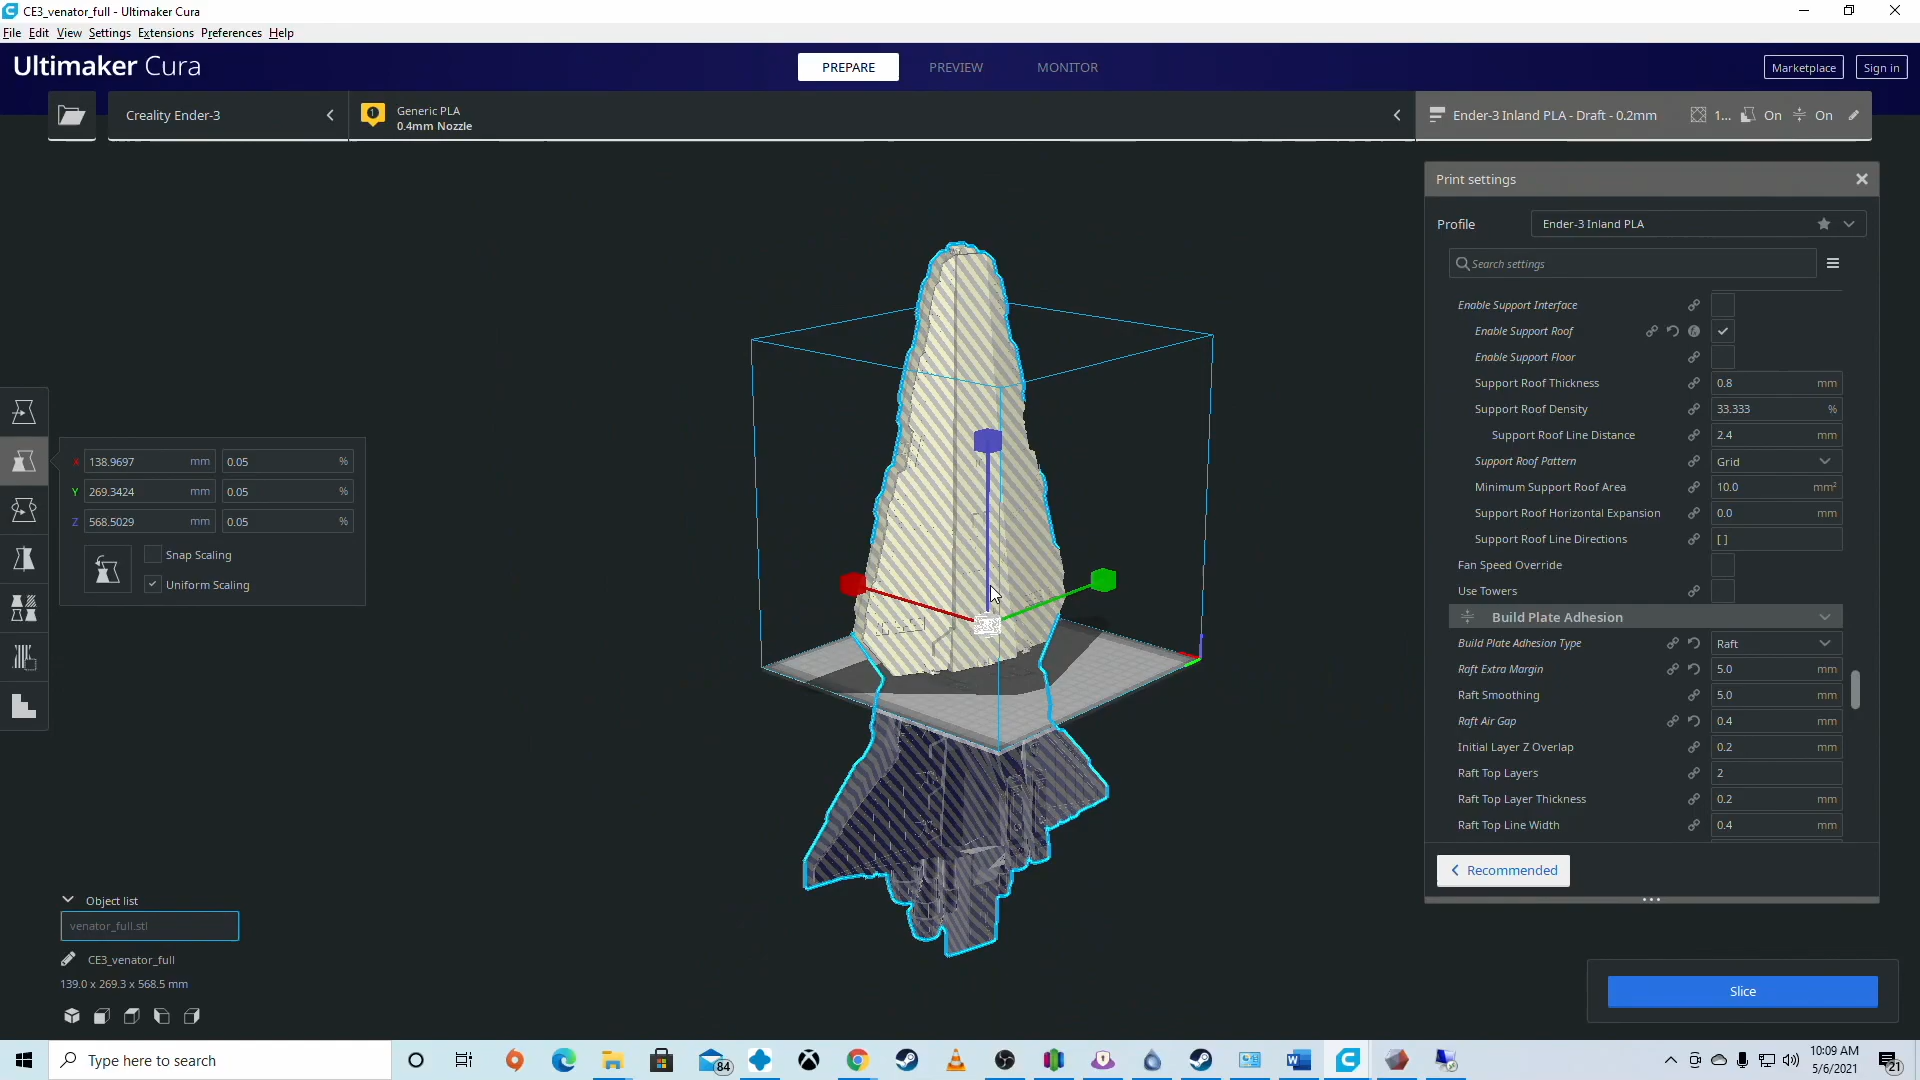 CE3_venator_full - Ultimaker Cura
File Edit View Settings Extensions Preferences Help
Ultimaker Cura
PREPARE PREVIEW MONITOR
Marketplace Sign in
Creality Ender-3
1
Generic PLA
0.4mm Nozzle
Ender-3 Inland PLA - Draft - 0.2mm 1... On On
Print settings
Profile Ender-3 Inland PLA
Search settings
Enable Support Interface
Enable Support Roof
Enable Support Floor
Support Roof Thickness 0.8 mm
Support Roof Density 33.333 %
Support Roof Line Distance 2.4 mm
Support Roof Pattern Grid
Minimum Support Roof Area 10.0 mm²
Support Roof Horizontal Expansion 0.0 mm
Support Roof Line Directions [ ]
Fan Speed Override
Use Towers
Build Plate Adhesion
Build Plate Adhesion Type Raft
Raft Extra Margin 5.0 mm
Raft Smoothing 5.0 mm
Raft Air Gap 0.4 mm
Initial Layer Z Overlap 0.2 mm
Raft Top Layers 2
Raft Top Layer Thickness 0.2 mm
Raft Top Line Width 0.4 mm
Recommended
X 138.9697 mm 0.05 %
Y 269.3424 mm 0.05 %
Z 568.5029 mm 0.05 %
Snap Scaling
Uniform Scaling
Object list
venator_full.stl
CE3_venator_full
139.0 x 269.3 x 568.5 mm
Slice
Type here to search
84
10:09 AM
5/6/2021
21